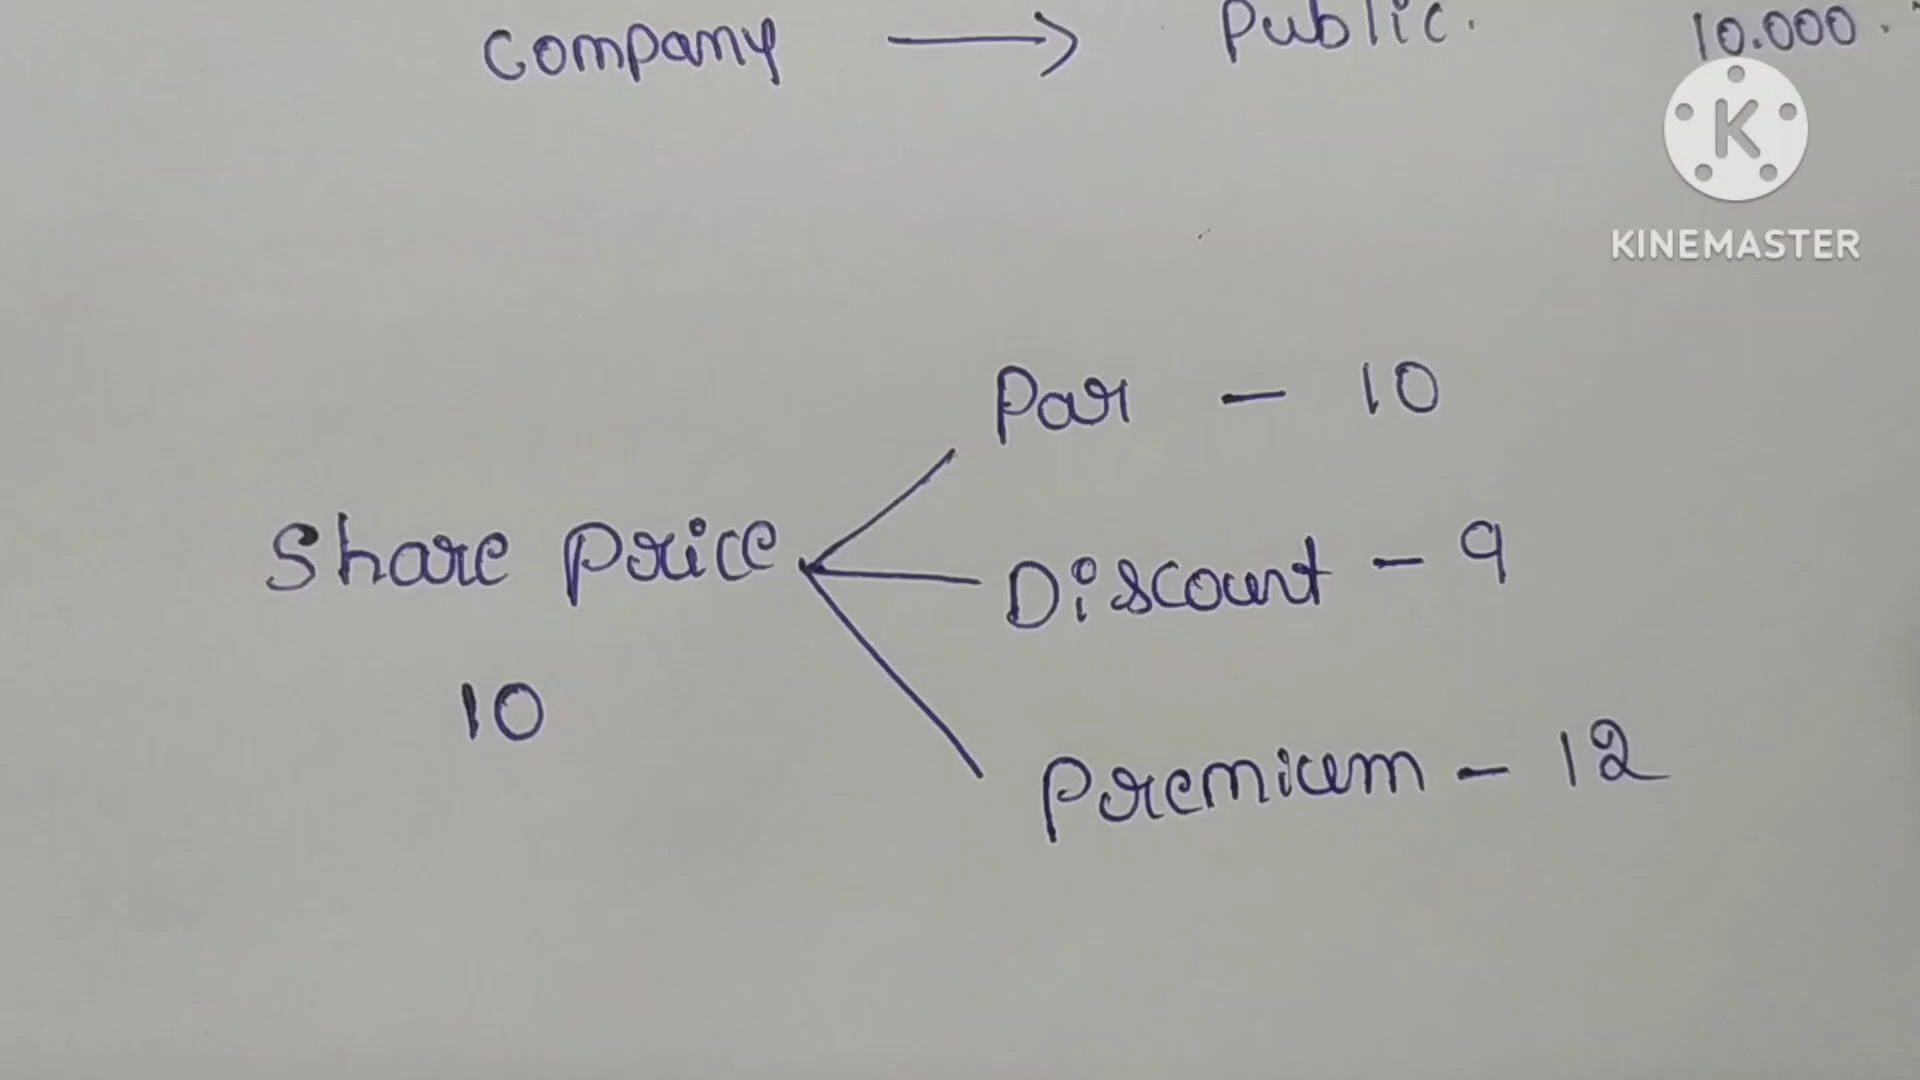 Company → Public. 10.000.
K
KINEMASTER
Par - 10
Share Price
Discount - 9
10
Premium - 12